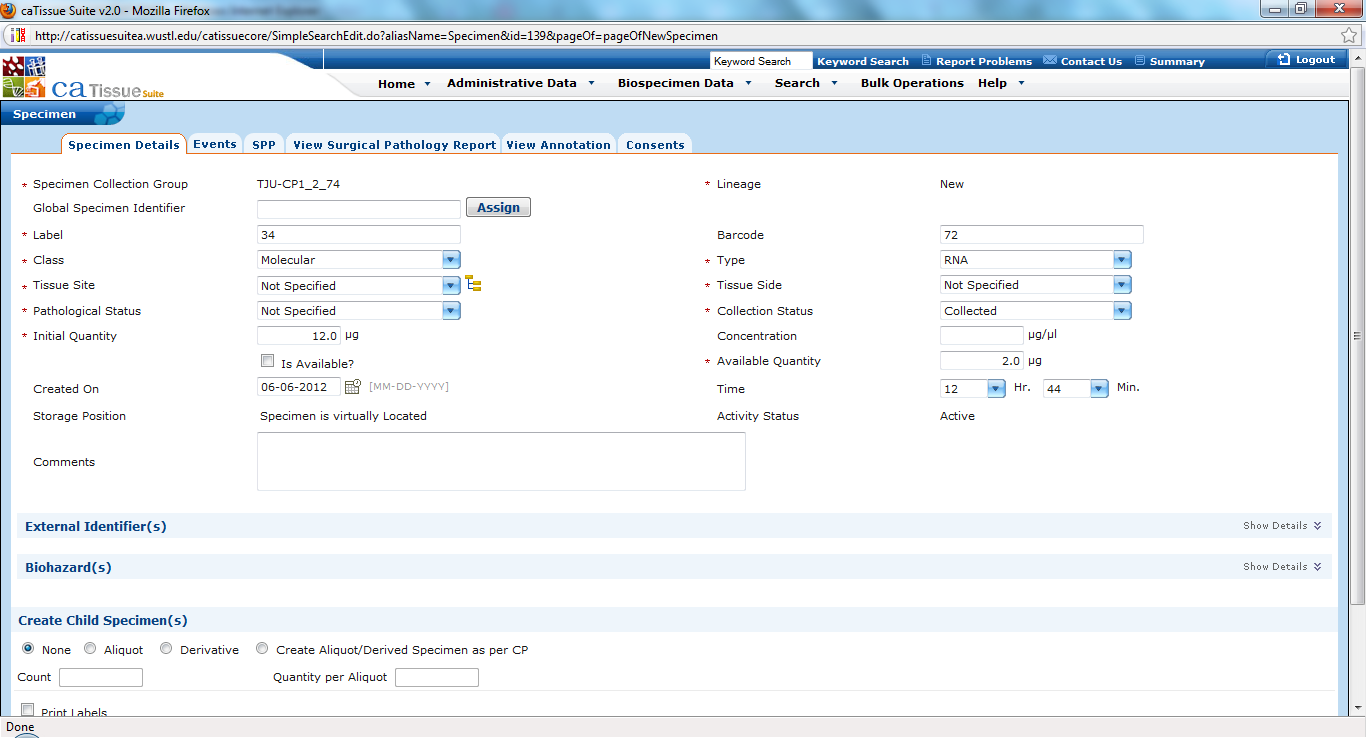 caTissue Suite v2.0 - Mozilla Firefox
http://catissuesuitea.wustl.edu/catissuecore/SimpleSearchEdit.do?aliasName=Specimen&id=139&pageOf=pageOfNewSpecimen
Keyword Search Keyword Search Report Problems Contact Us Summary Logout
ca Tissue Suite
Home Administrative Data Biospecimen Data Search Bulk Operations Help
Specimen
Specimen Details Events SPP View Surgical Pathology Report View Annotation Consents
* Specimen Collection Group TJU-CP1_2_74 * Lineage New
Global Specimen Identifier Assign
* Label 34 Barcode 72
* Class Molecular * Type RNA
* Tissue Site Not Specified * Tissue Side Not Specified
* Pathological Status Not Specified * Collection Status Collected
* Initial Quantity 12.0 µg Concentration µg/µl
Is Available? * Available Quantity 2.0 µg
Created On 06-06-2012 [MM-DD-YYYY] Time 12 Hr. 44 Min.
Storage Position Specimen is virtually Located Activity Status Active
Comments
External Identifier(s) Show Details
Biohazard(s) Show Details
Create Child Specimen(s)
None Aliquot Derivative Create Aliquot/Derived Specimen as per CP
Count Quantity per Aliquot
Print Labels
Done